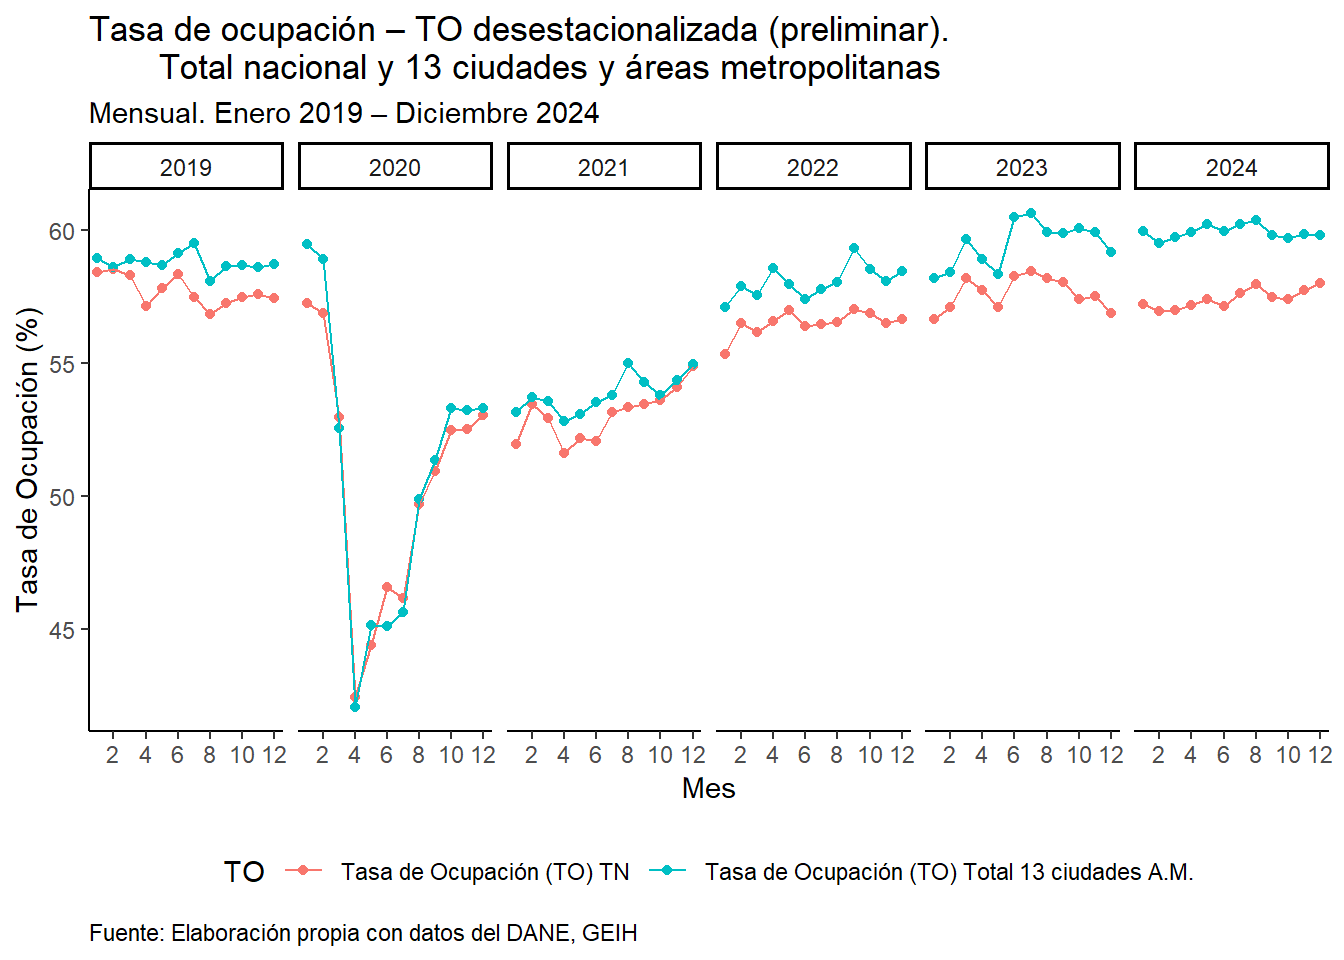 Tasa de ocupación – TO desestacionalizada (preliminar).
Total nacional y 13 ciudades y áreas metropolitanas
Mensual. Enero 2019 – Diciembre 2024
2019 2020 2021 2022 2023 2024
60
55
50
45
Tasa de Ocupación (%)
2 4 6 8 10 12 2 4 6 8 10 12 2 4 6 8 10 12 2 4 6 8 10 12 2 4 6 8 10 12 2 4 6 8 10 12
Mes
TO Tasa de Ocupación (TO) TN Tasa de Ocupación (TO) Total 13 ciudades A.M.
Fuente: Elaboración propia con datos del DANE, GEIH